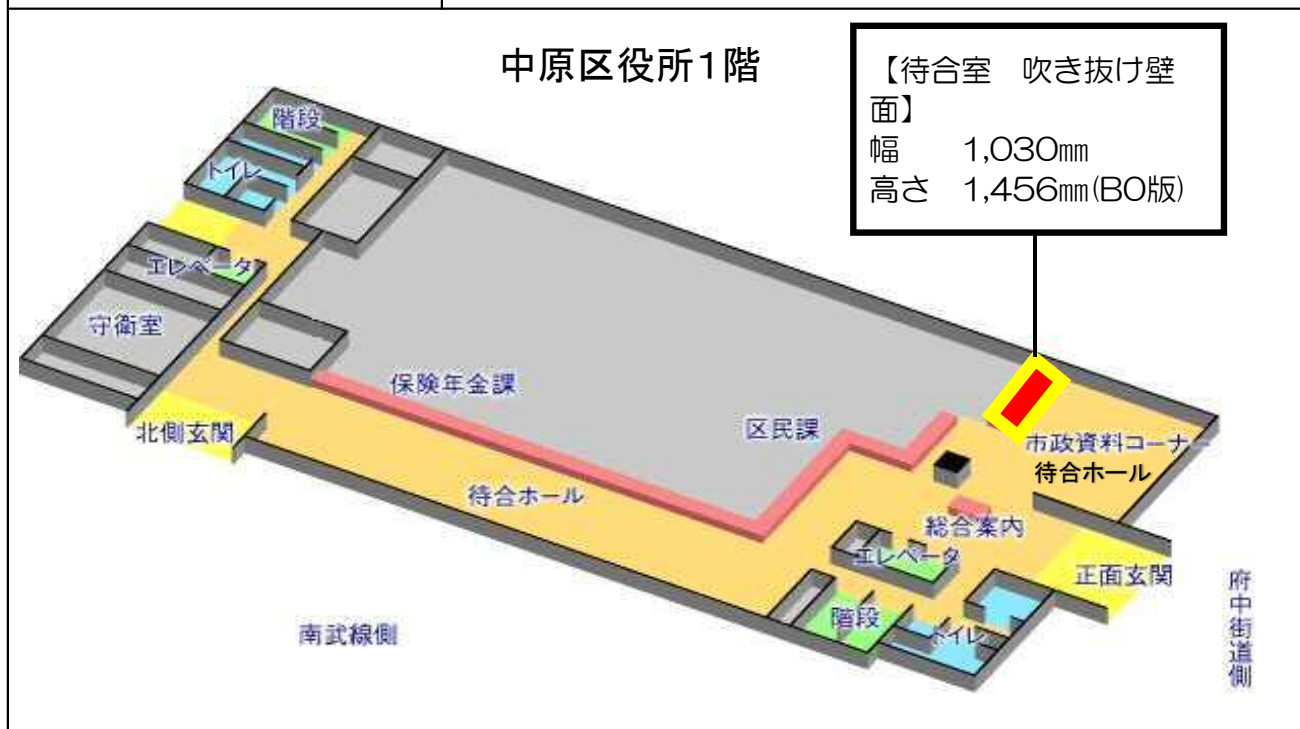 中原区役所1階
【待合室　吹き抜け壁
面】
幅　　1,030㎜
高さ　1,456㎜(B0版)
階段
トイレ
エレベータ
守衛室
保険年金課
区民課
北側玄関
市政資料コーナー
待合ホール
待合ホール
総合案内
エレベータ
正面玄関
階段
トイレ
南武線側
府中街道側